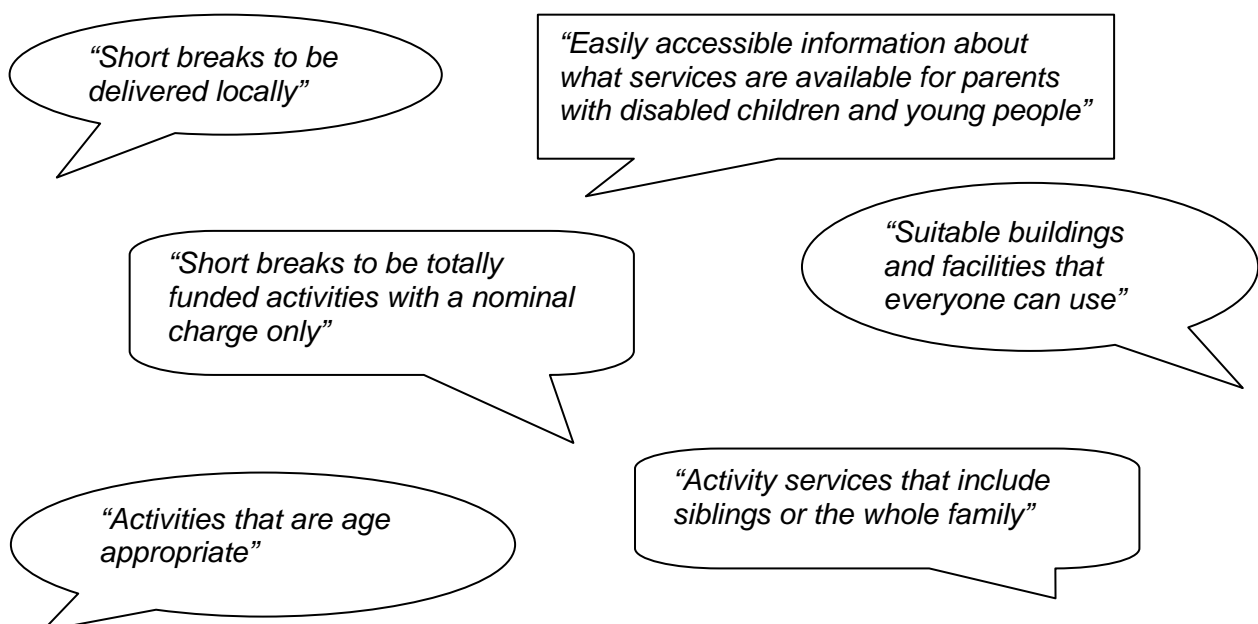 “Short breaks to be
delivered locally”
“Easily accessible information about
what services are available for parents
with disabled children and young people”
“Suitable buildings
and facilities that
everyone can use”
“Short breaks to be totally
funded activities with a nominal
charge only”
“Activity services that include
siblings or the whole family”
“Activities that are age
appropriate”